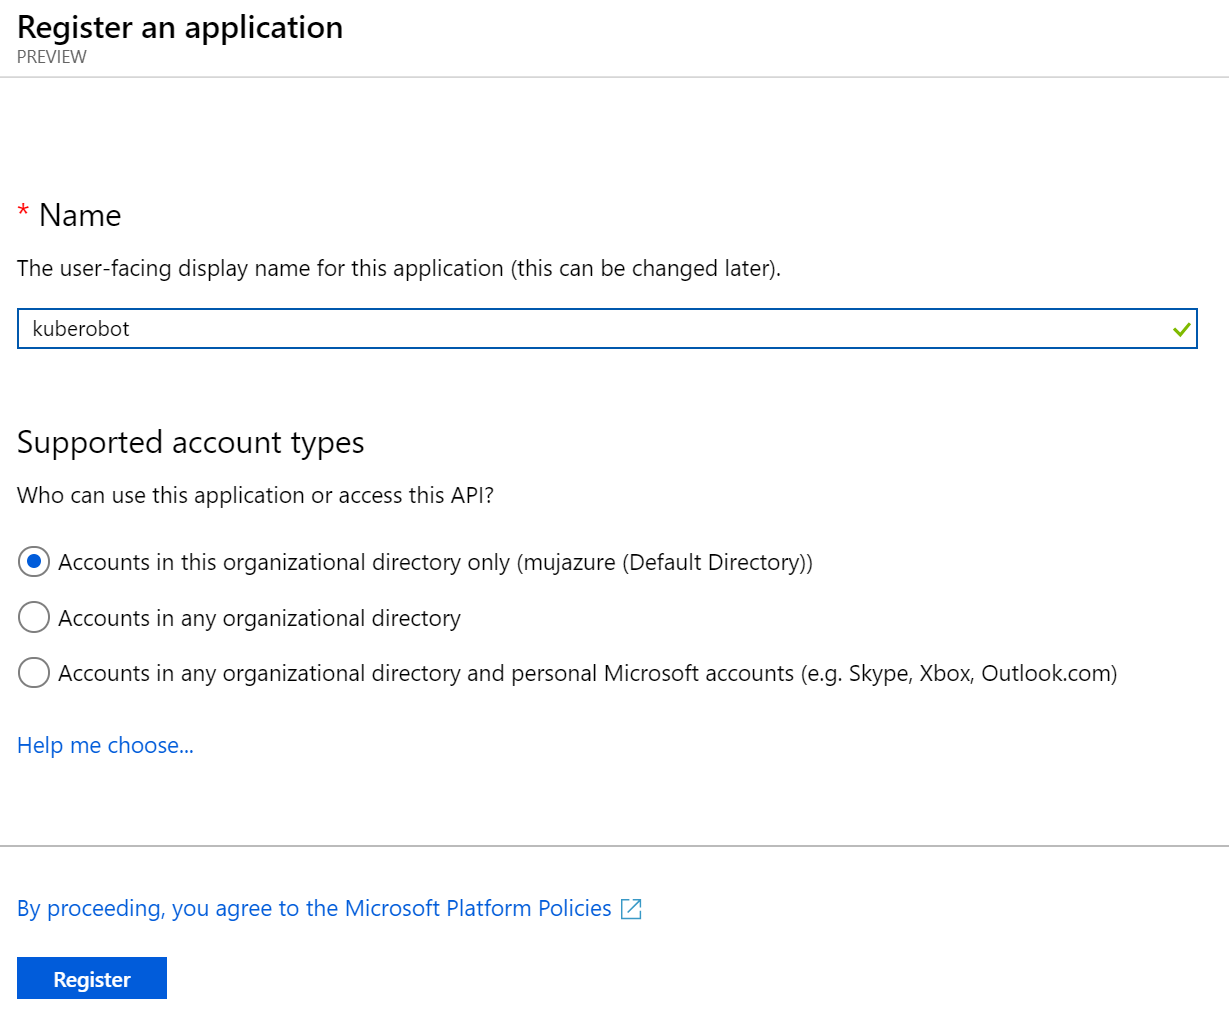 Register an application
PREVIEW
* Name
The user-facing display name for this application (this can be changed later).
kuberobot
Supported account types
Who can use this application or access this API?
Accounts in this organizational directory only (mujazure (Default Directory))
Accounts in any organizational directory
Accounts in any organizational directory and personal Microsoft accounts (e.g. Skype, Xbox, Outlook.com)
Help me choose...
By proceeding, you agree to the Microsoft Platform Policies
Register